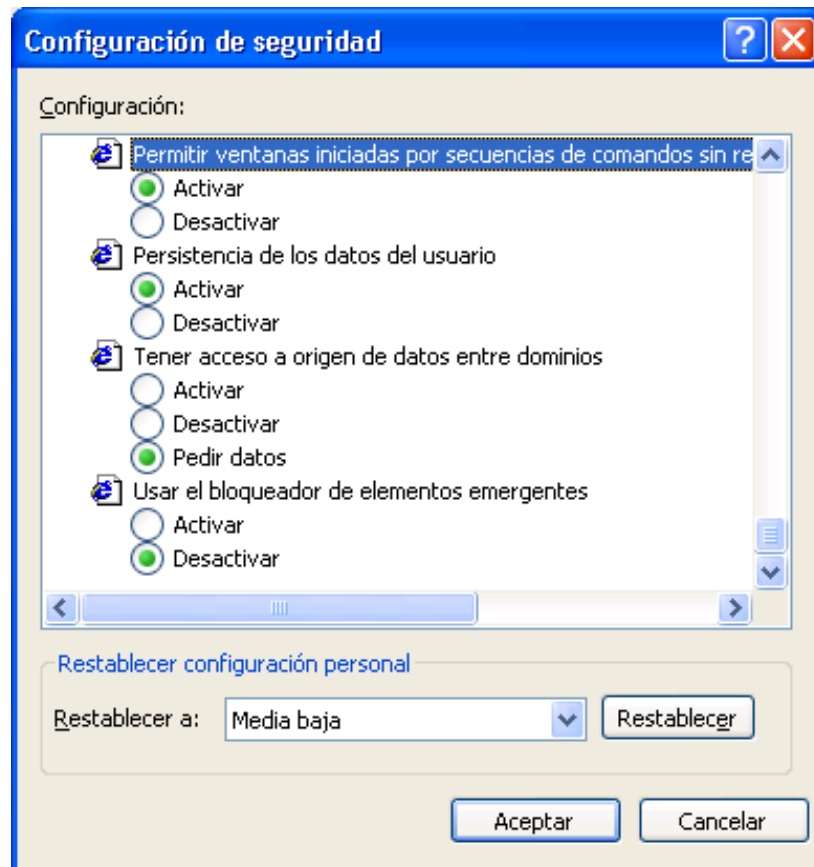 Configuración de seguridad
Configuración:
Permitir ventanas iniciadas por secuencias de comandos sin re
Activar
Desactivar
Persistencia de los datos del usuario
Activar
Desactivar
Tener acceso a origen de datos entre dominios
Activar
Desactivar
Pedir datos
Usar el bloqueador de elementos emergentes
Activar
Desactivar
Restablecer configuración personal
Restablecer a: Media baja Restablecer
Aceptar Cancelar